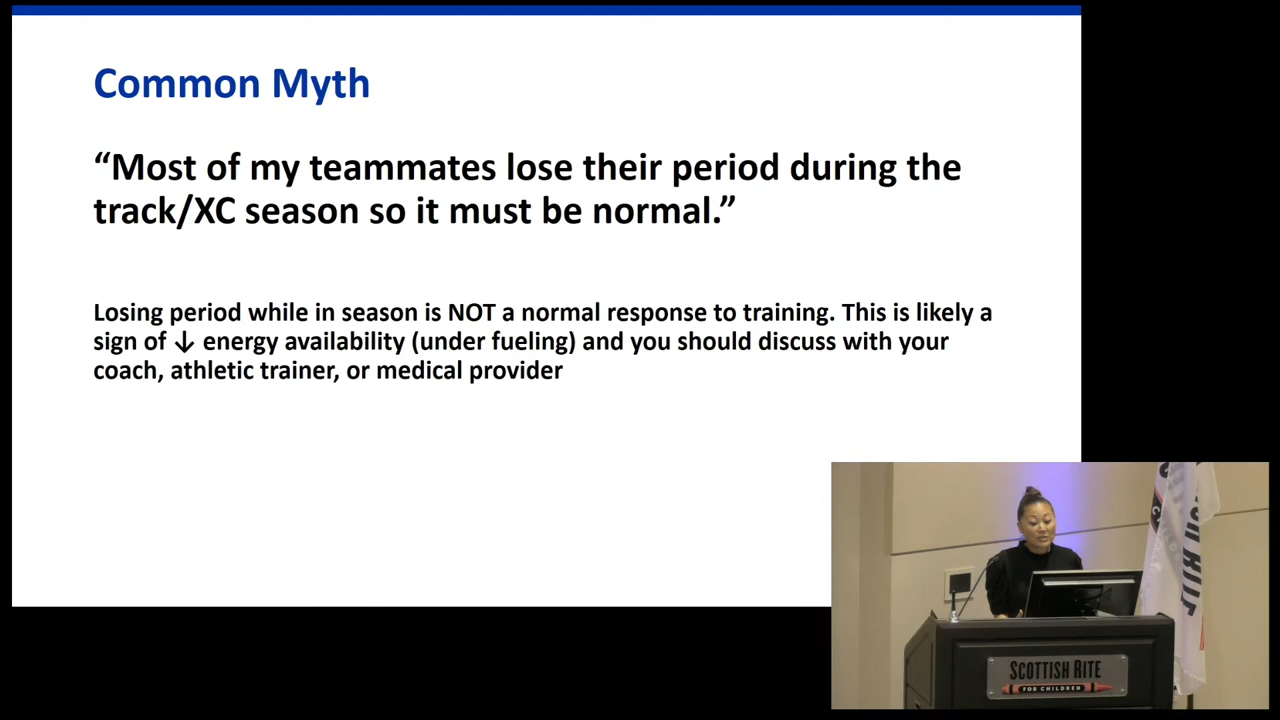 Common Myth
“Most of my teammates lose their period during the
track/XC season so it must be normal.”
Losing period while in season is NOT a normal response to training. This is likely a
sign of ↓ energy availability (under fueling) and you should discuss with your
coach, athletic trainer, or medical provider
SCOTTISH RITE
FOR CHILDREN